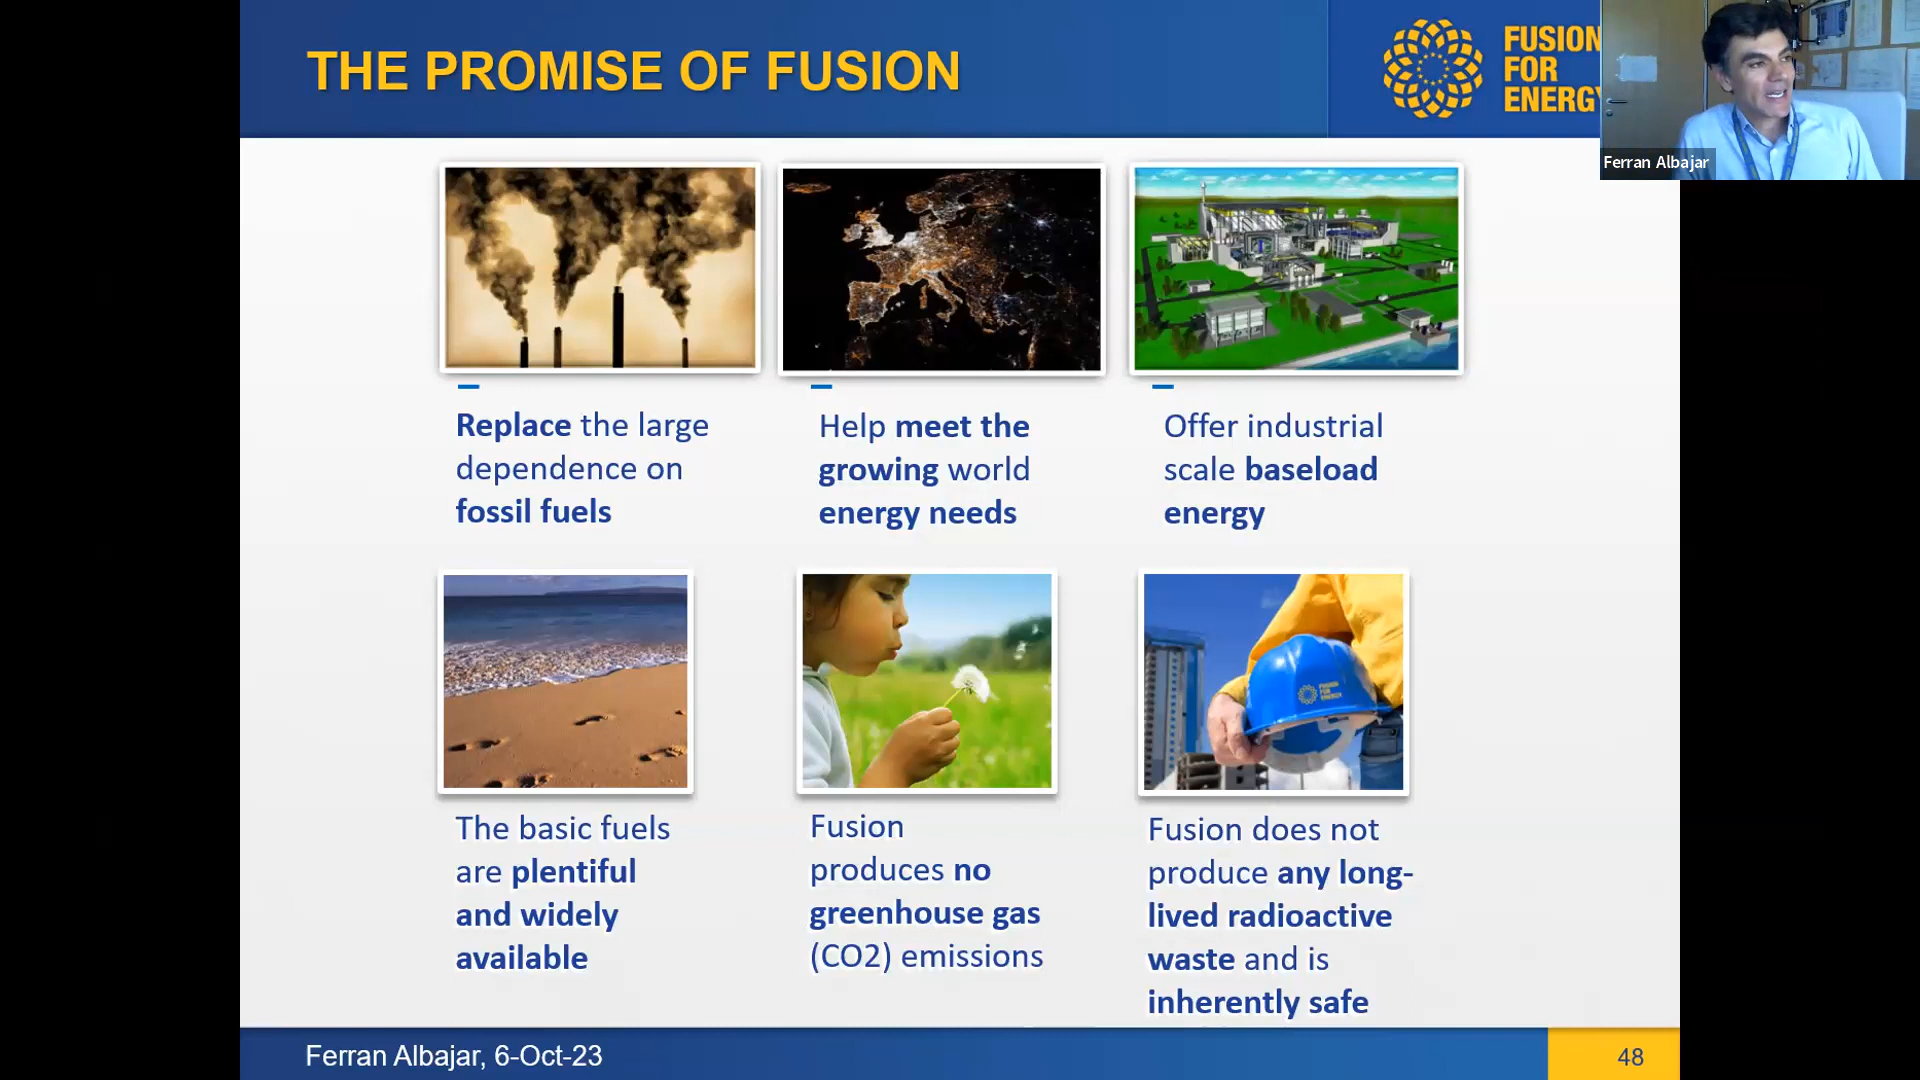 THE PROMISE OF FUSION
FUSION
FOR
ENERGY
Ferran Albajar
Replace the large
dependence on
fossil fuels
Help meet the
growing world
energy needs
Offer industrial
scale baseload
energy
FUSION
FOR
ENERGY
The basic fuels
are plentiful
and widely
available
Fusion
produces no
greenhouse gas
(CO2) emissions
Fusion does not
produce any long-
lived radioactive
waste and is
inherently safe
Ferran Albajar, 6-Oct-23
48